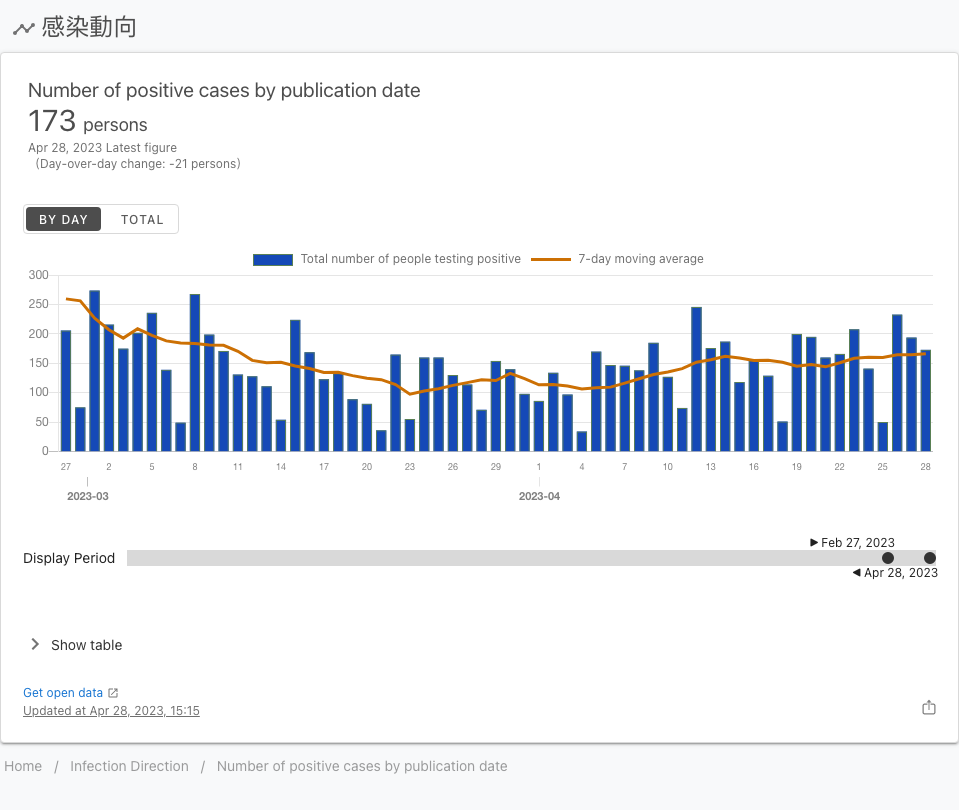 感染動向
Number of positive cases by publication date
173 persons
Apr 28, 2023 Latest figure
(Day-over-day change: -21 persons)
BY DAY TOTAL
Total number of people testing positive 7-day moving average
300
250
200
150
100
50
0
27 2 5 8 11 14 17 20 23 26 29 1 4 7 10 13 16 19 22 25 28
2023-03 2023-04
Feb 27, 2023
Display Period
Apr 28, 2023
Show table
Get open data
Updated at Apr 28, 2023, 15:15
Home / Infection Direction / Number of positive cases by publication date